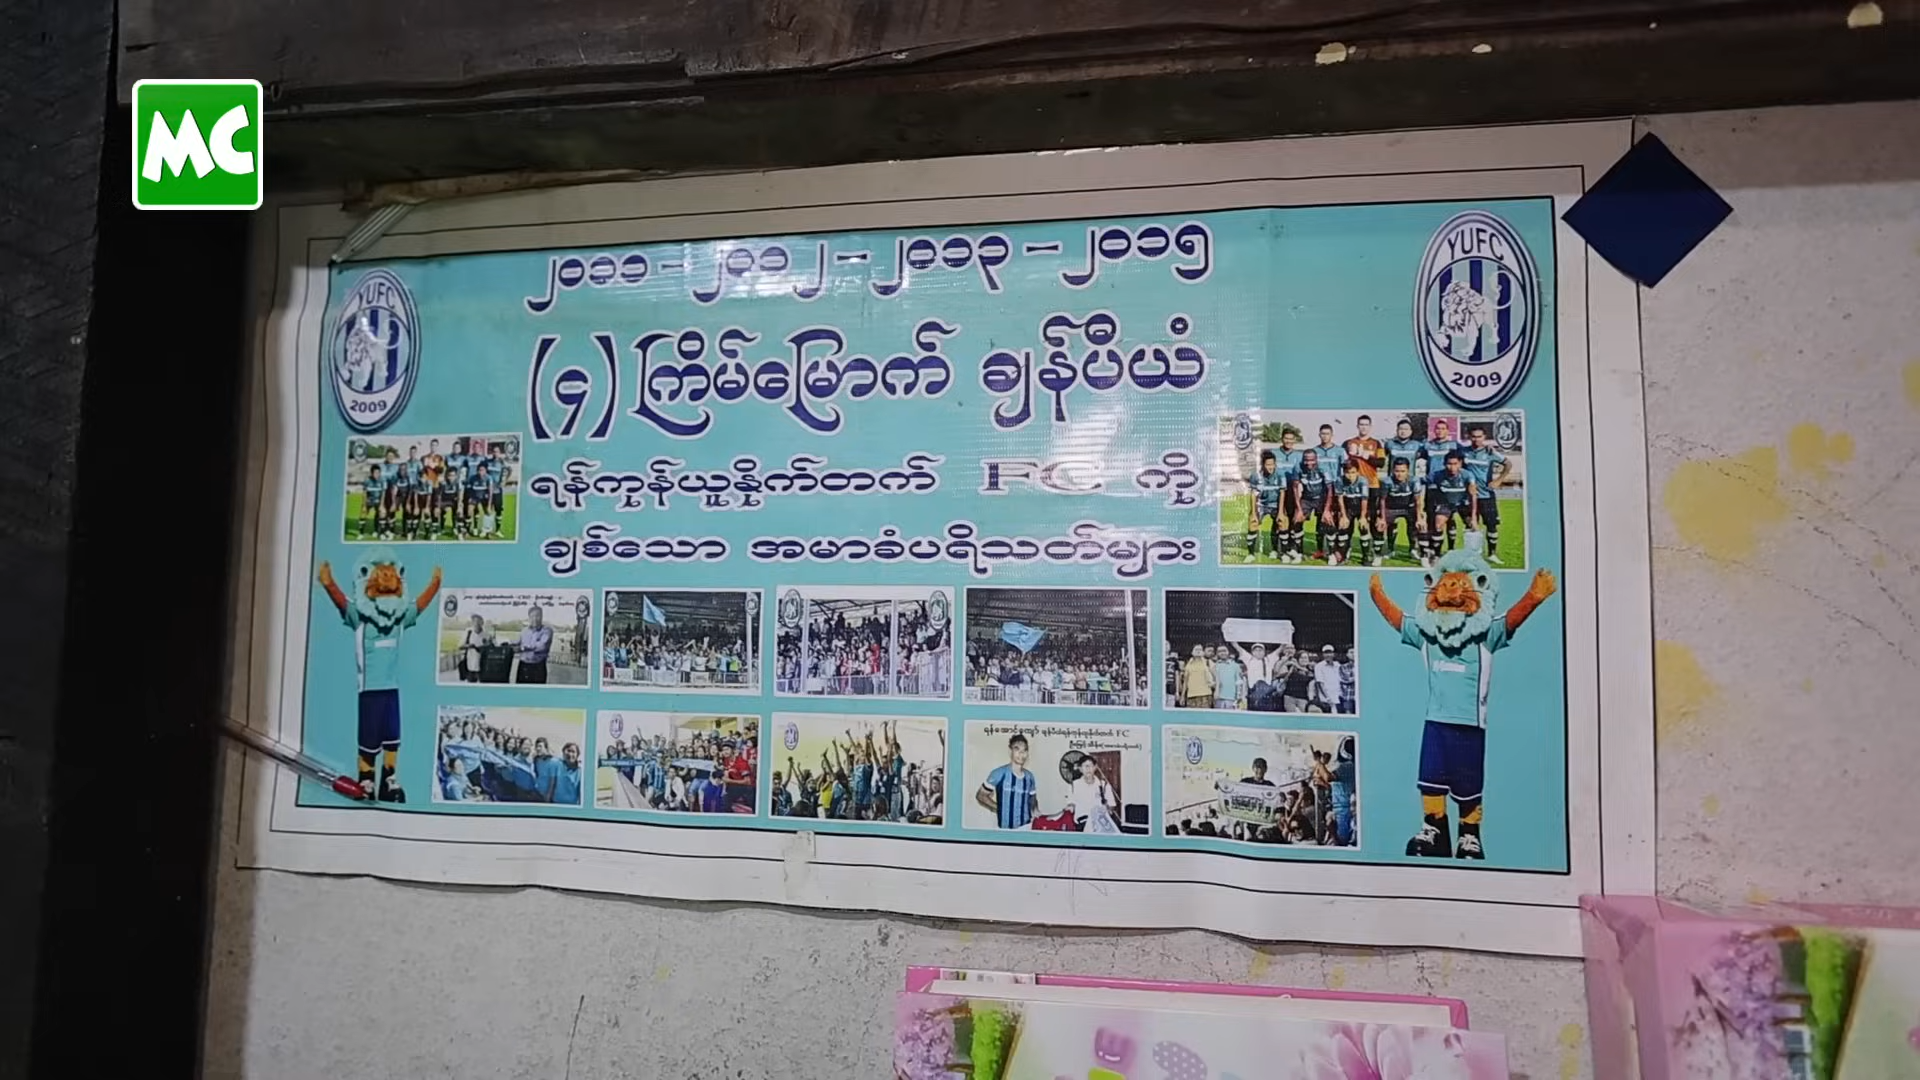 MC
၂၀၁၁ – ၂၀၁၂ – ၂၀၁၃ – ၂၀၁၅
(၄) ကြိမ်မြောက် ချန်ပီယံ
ရန်ကုန်ယူနိုက်တက် FC ကို
ချစ်သော အမာခံပရိသတ်များ
YUFC
2009
YUFC
2009